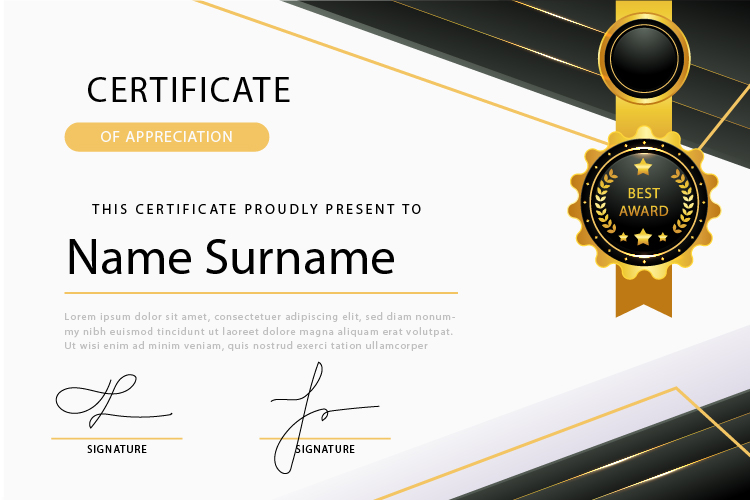 CERTIFICATE
OF APPRECIATION
THIS CERTIFICATE PROUDLY PRESENT TO
Name Surname
Lorem ipsum dolor sit amet, consectetuer adipiscing elit, sed diam nonum-
my nibh euismod tincidunt ut laoreet dolore magna aliquam erat volutpat.
Ut wisi enim ad minim veniam, quis nostrud exerci tation ullamcorper
SIGNATURE
SIGNATURE
BEST
AWARD